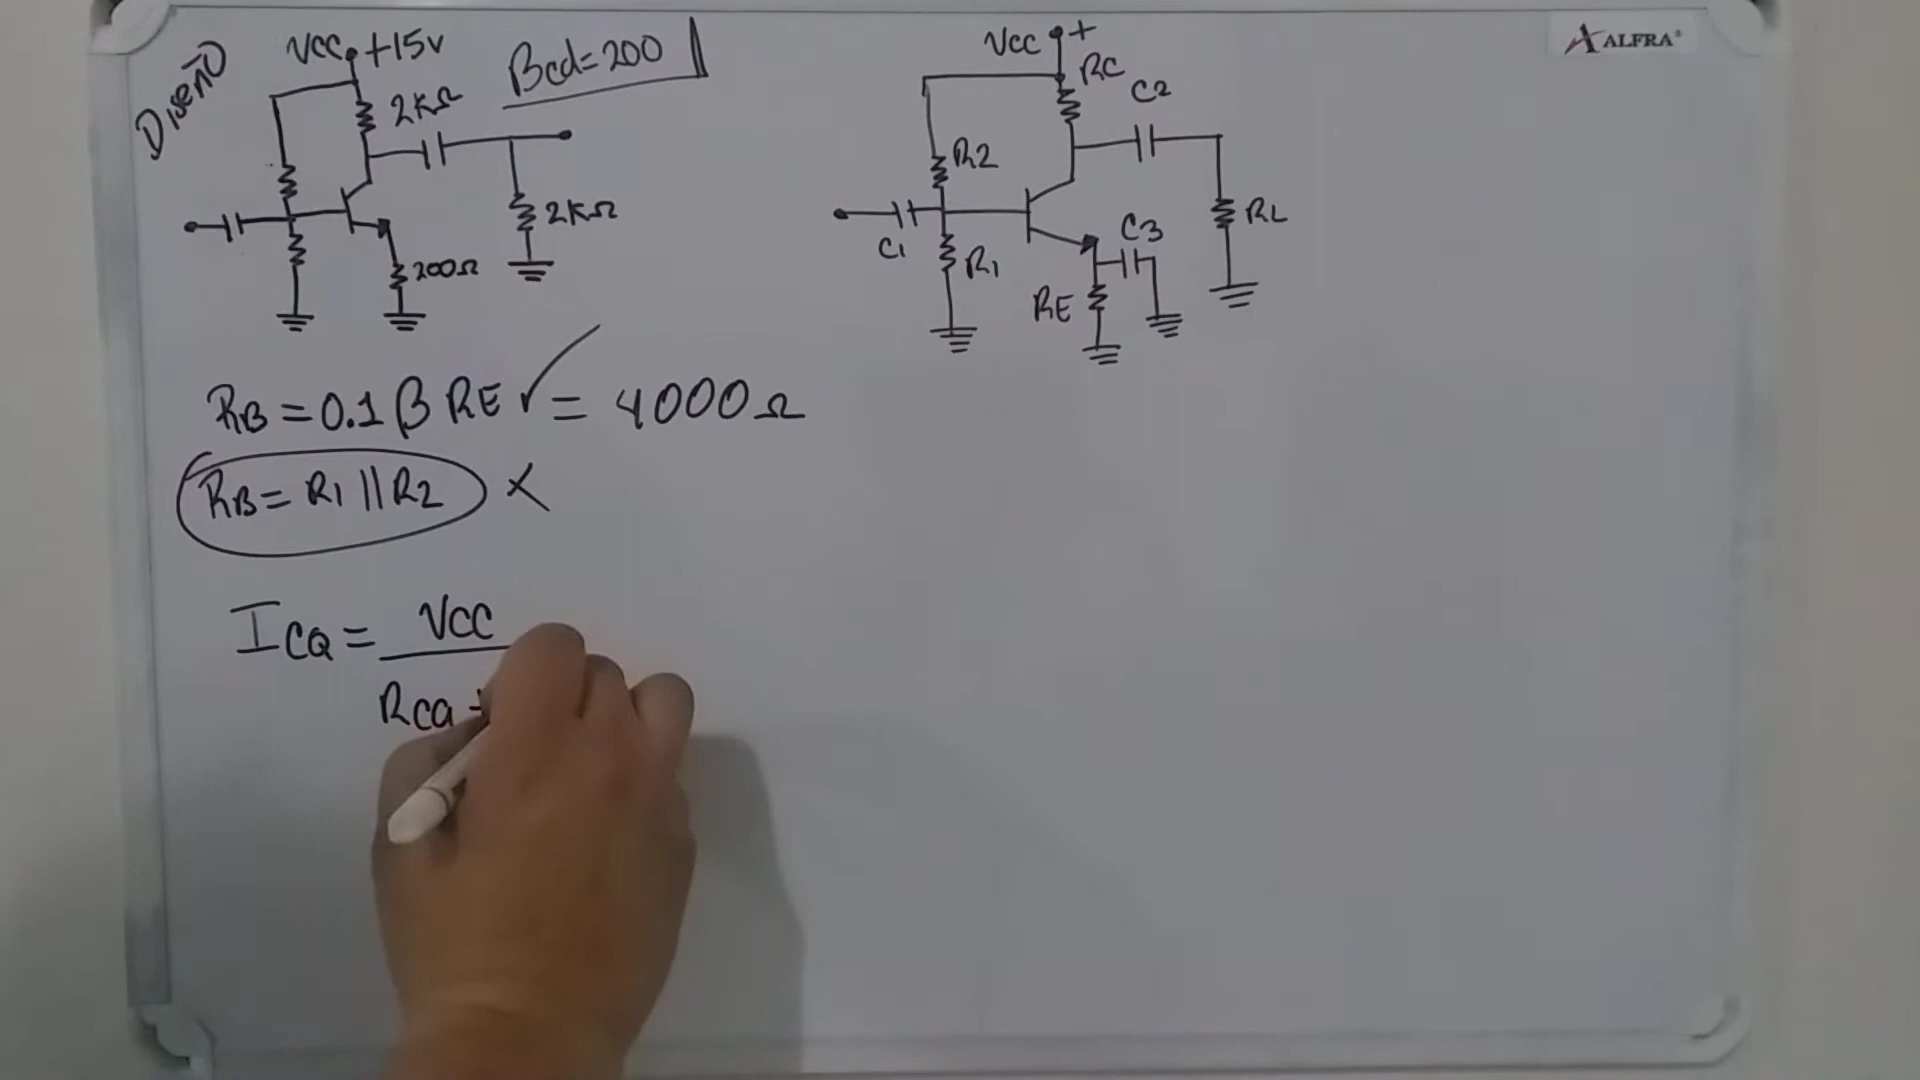 Diseño
VCC +15V
Bcd=200
2KΩ
2KΩ
200Ω
VCC +
RC
C2
R2
C1
R1
C3
RE
RL
ALFRA®
RB = 0.1 β RE ✓ = 4000Ω
RB = R1 || R2 ×
ICQ = VCC
Rca +